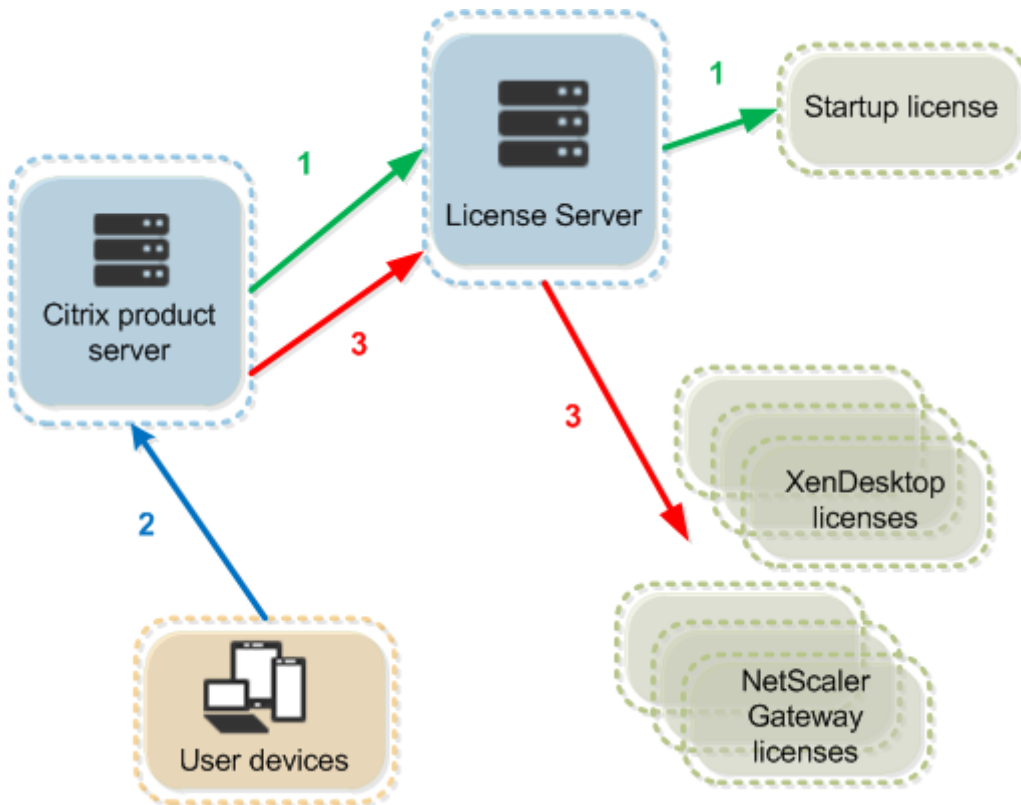 1
Startup license
License Server
1
Citrix product
server
3
3
XenDesktop
licenses
2
NetScaler
Gateway
licenses
User devices